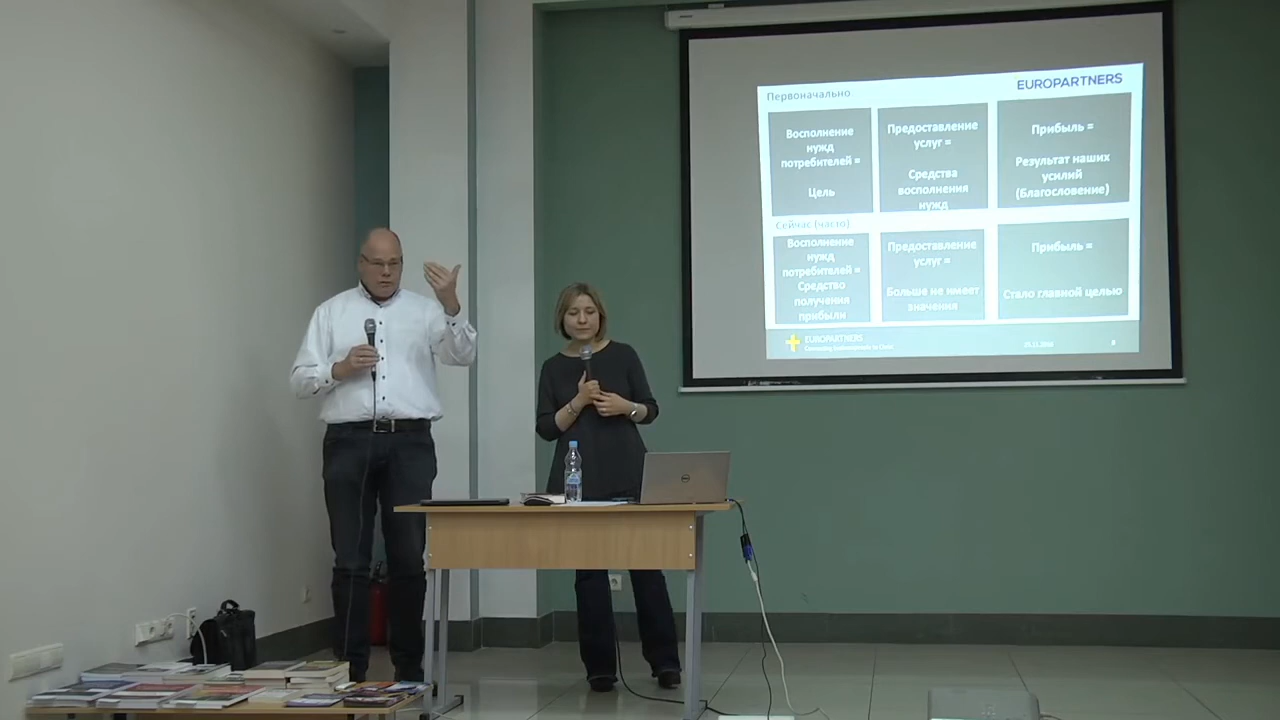 Первоначально
EUROPARTNERS
Восполнение
нужд
потребителей =
Цель
Предоставление
услуг =
Средства
восполнения
нужд
Прибыль =
Результат наших
усилий
(Благословение)
Сейчас (часто)
Восполнение
нужд
потребителей =
Средство
получения
прибыли
Предоставление
услуг =
Больше не имеет
значения
Прибыль =
Стало главной целью
EUROPARTNERS
DELL